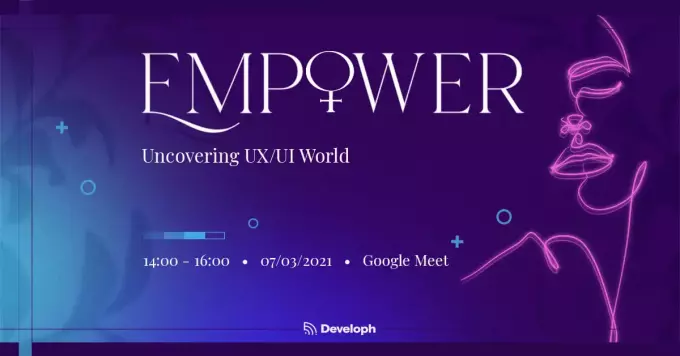 EMPOWER
Uncovering UX/UI World
14:00 - 16:00 • 07/03/2021 • Google Meet
Developh